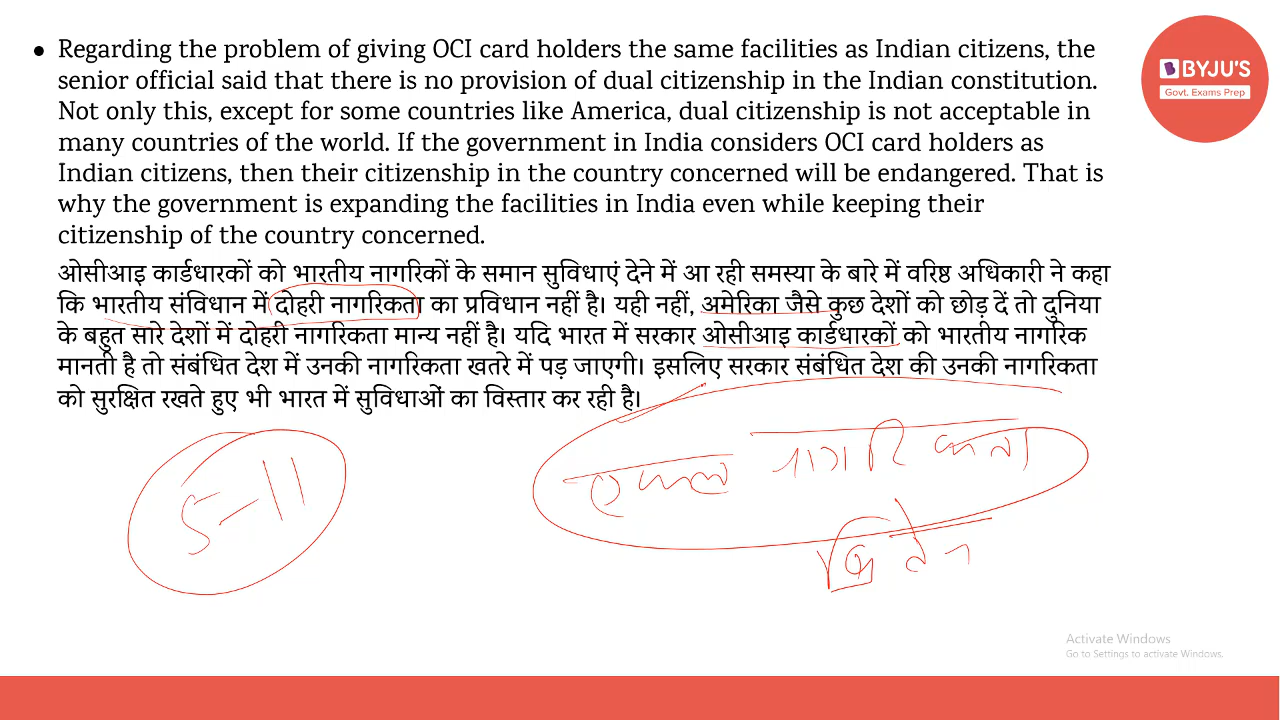 • Regarding the problem of giving OCI card holders the same facilities as Indian citizens, the
senior official said that there is no provision of dual citizenship in the Indian constitution.
Not only this, except for some countries like America, dual citizenship is not acceptable in
many countries of the world. If the government in India considers OCI card holders as
Indian citizens, then their citizenship in the country concerned will be endangered. That is
why the government is expanding the facilities in India even while keeping their
citizenship of the country concerned.
ओसीआइ कार्डधारकों को भारतीय नागरिकों के समान सुविधाएं देने में आ रही समस्या के बारे में वरिष्ठ अधिकारी ने कहा
कि भारतीय संविधान में दोहरी नागरिकता का प्रविधान नहीं है। यही नहीं, अमेरिका जैसे कुछ देशों को छोड़ दें तो दुनिया
के बहुत सारे देशों में दोहरी नागरिकता मान्य नहीं है। यदि भारत में सरकार ओसीआइ कार्डधारकों को भारतीय नागरिक
मानती है तो संबंधित देश में उनकी नागरिकता खतरे में पड़ जाएगी। इसलिए सरकार संबंधित देश की उनकी नागरिकता
को सुरक्षित रखते हुए भी भारत में सुविधाओं का विस्तार कर रही है।
BYJU'S
Govt. Exams Prep
5-11
एकल नागरिकता
ब्रिटेन
Activate Windows
Go to Settings to activate Windows.